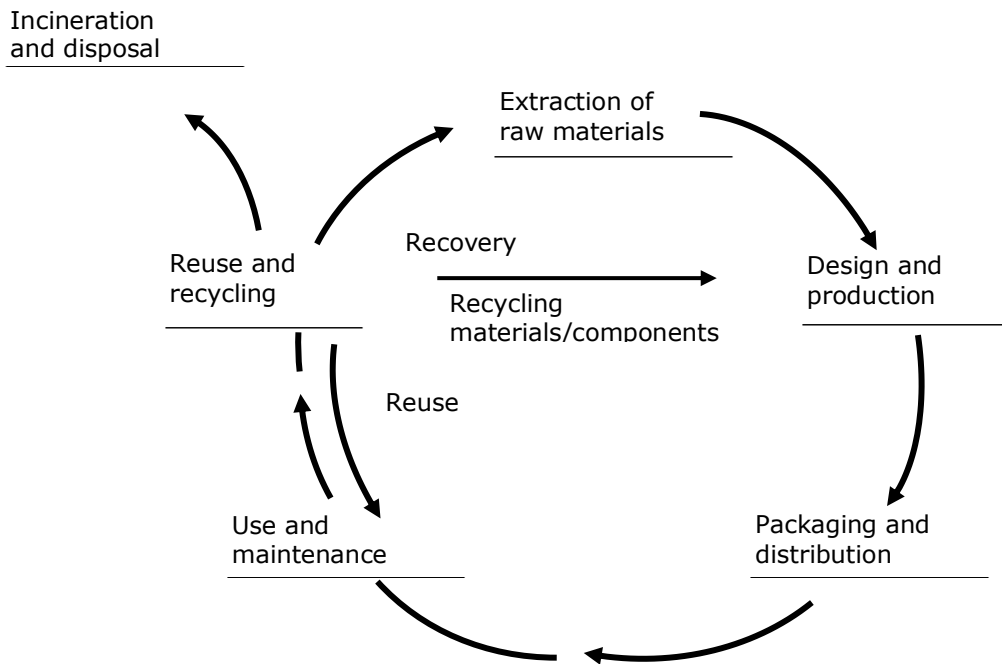 Incineration
and disposal
Extraction of
raw materials
Recovery
Reuse and
recycling
Recycling
materials/components
Design and
production
Reuse
Use and
maintenance
Packaging and
distribution